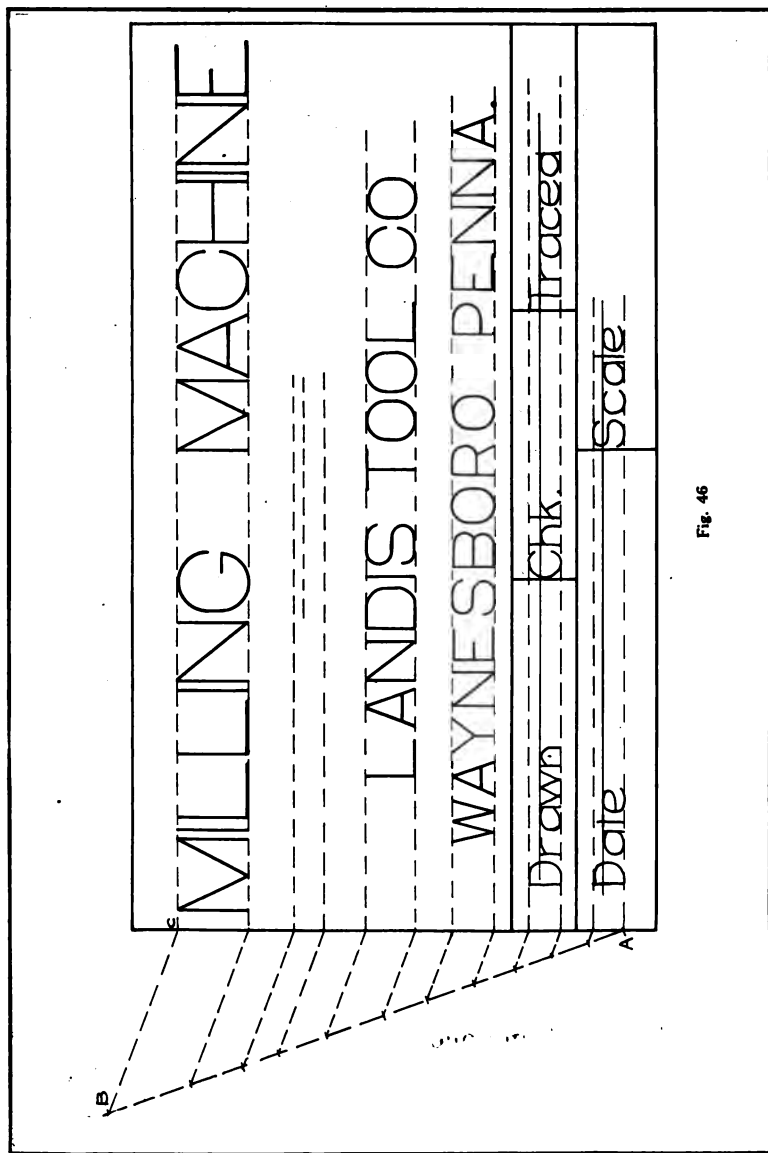 MILLING MACHINE
LANDIS TOOL CO
WAYNESBORO PENNA.
Drawn Chk. Traced
Date Scale
B
C
A
Fig. 46